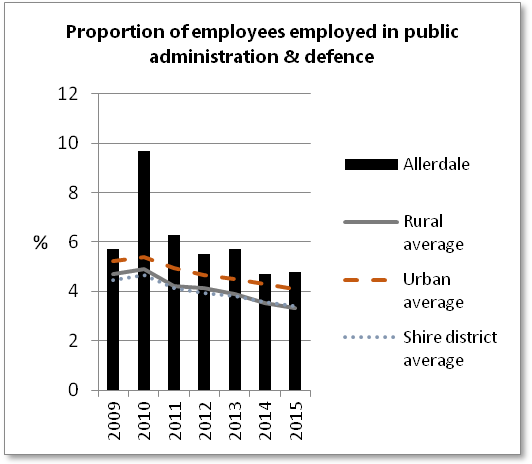 Proportion of employees employed in public
administration & defence
12
10
8
6
4
2
0
%
2009
2010
2011
2012
2013
2014
2015
Allerdale
Rural
average
Urban
average
Shire district
average